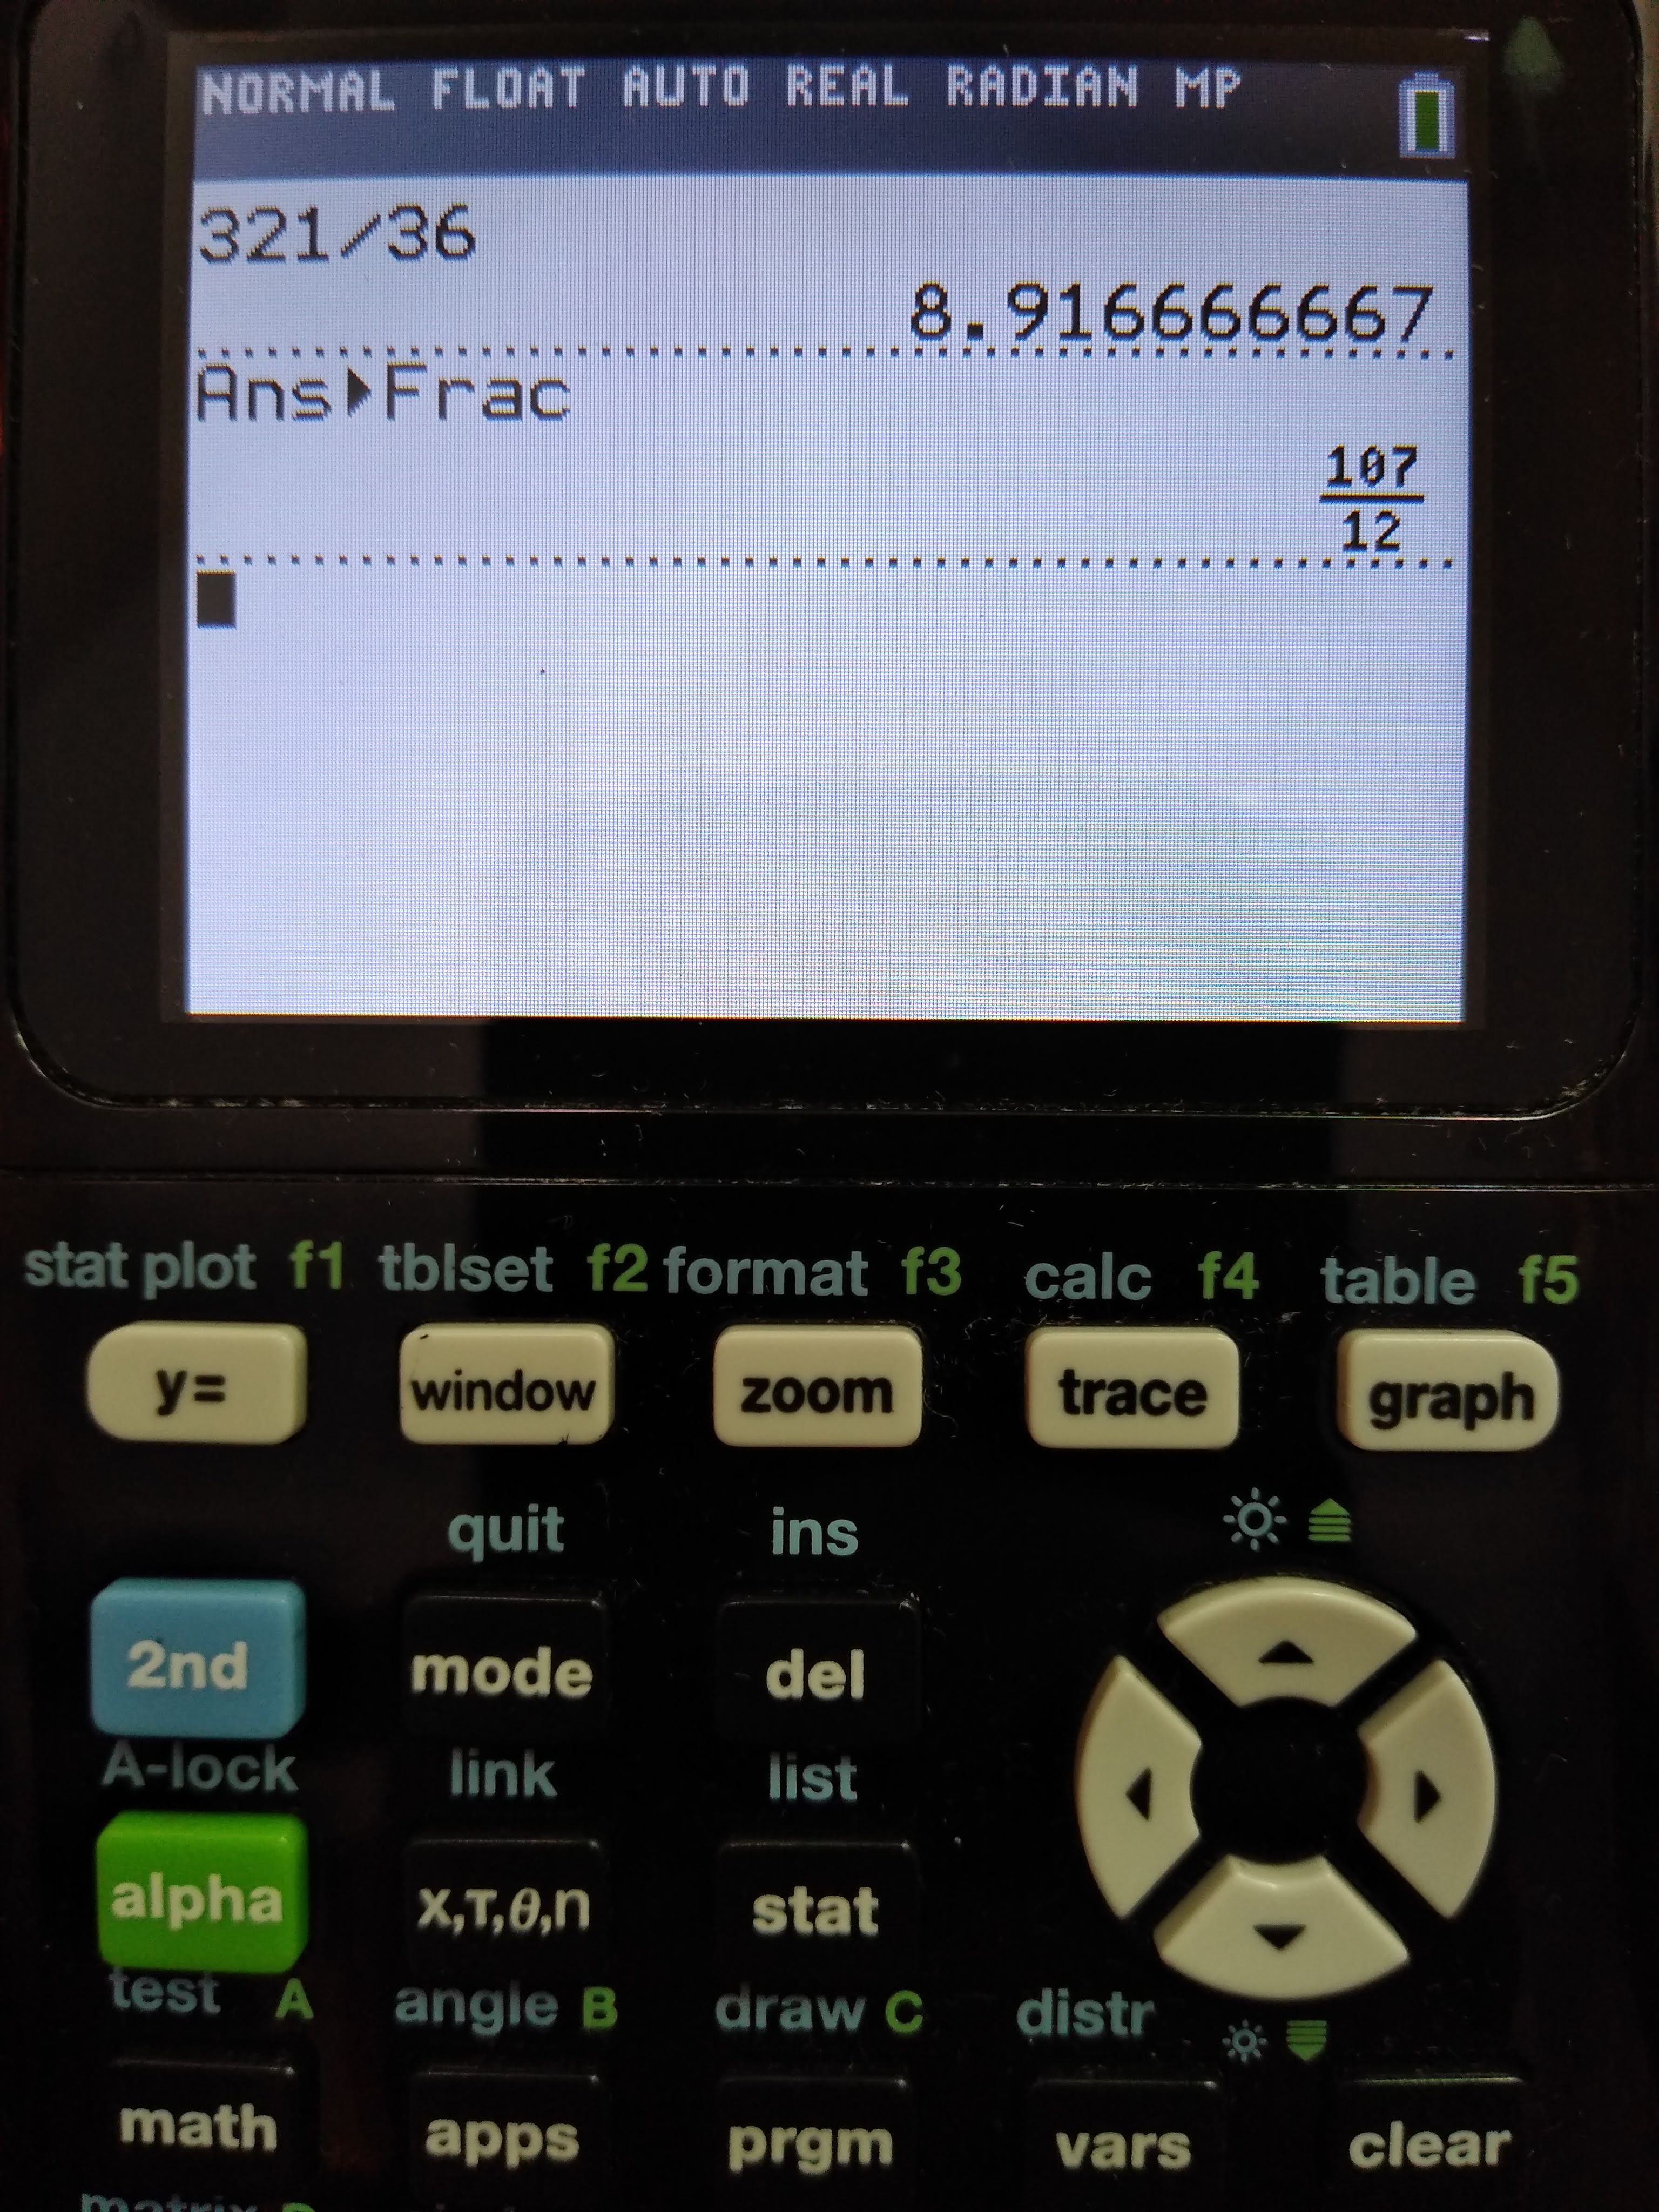 NORMAL FLOAT AUTO REAL RADIAN MP
321/36
8.916666667
Ans▸Frac
107
12
stat plot f1 tblset f2 format f3 calc f4 table f5
y= window zoom trace graph
quit ins
2nd mode del
A-lock link list
alpha X,T,θ,n stat
test A angle B draw C distr
math apps prgm vars clear